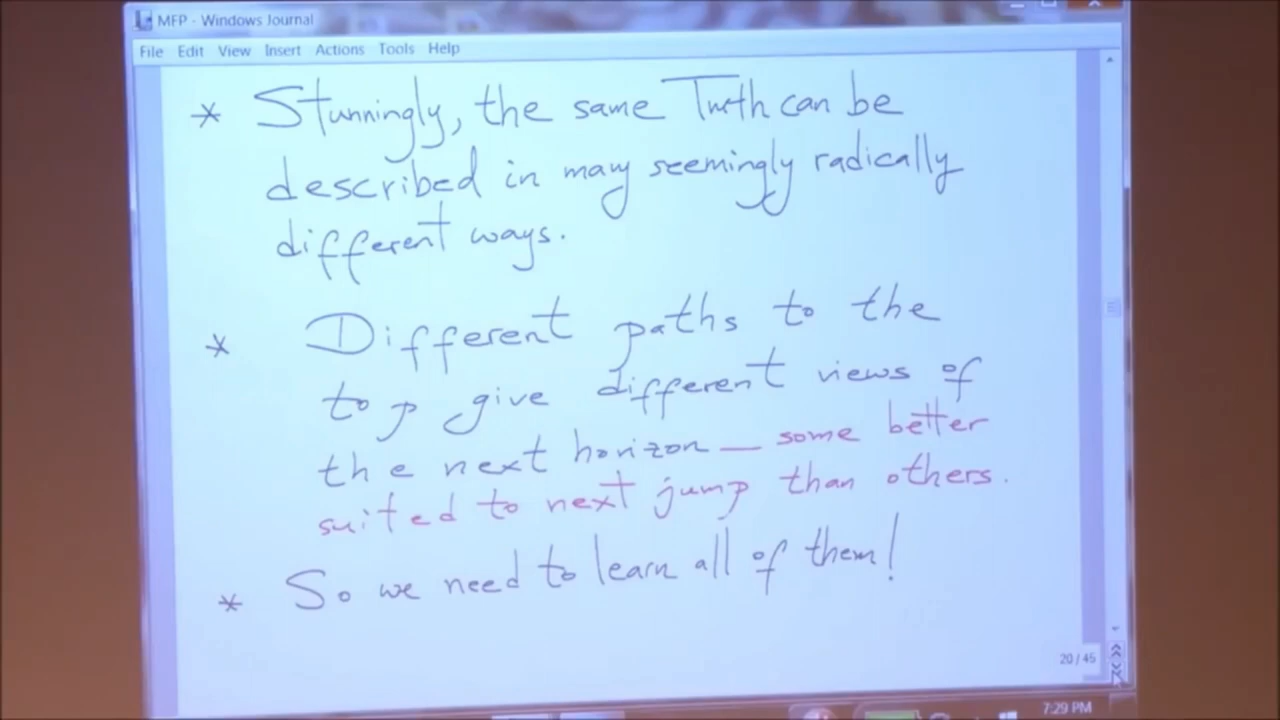 MFP - Windows Journal
File Edit View Insert Actions Tools Help
* Stunningly, the same Truth can be
described in many seemingly radically
different ways.
* Different paths to the
top give different views of
the next horizon — some better
suited to next jump than others.
* So we need to learn all of them!
20 / 45
7:29 PM